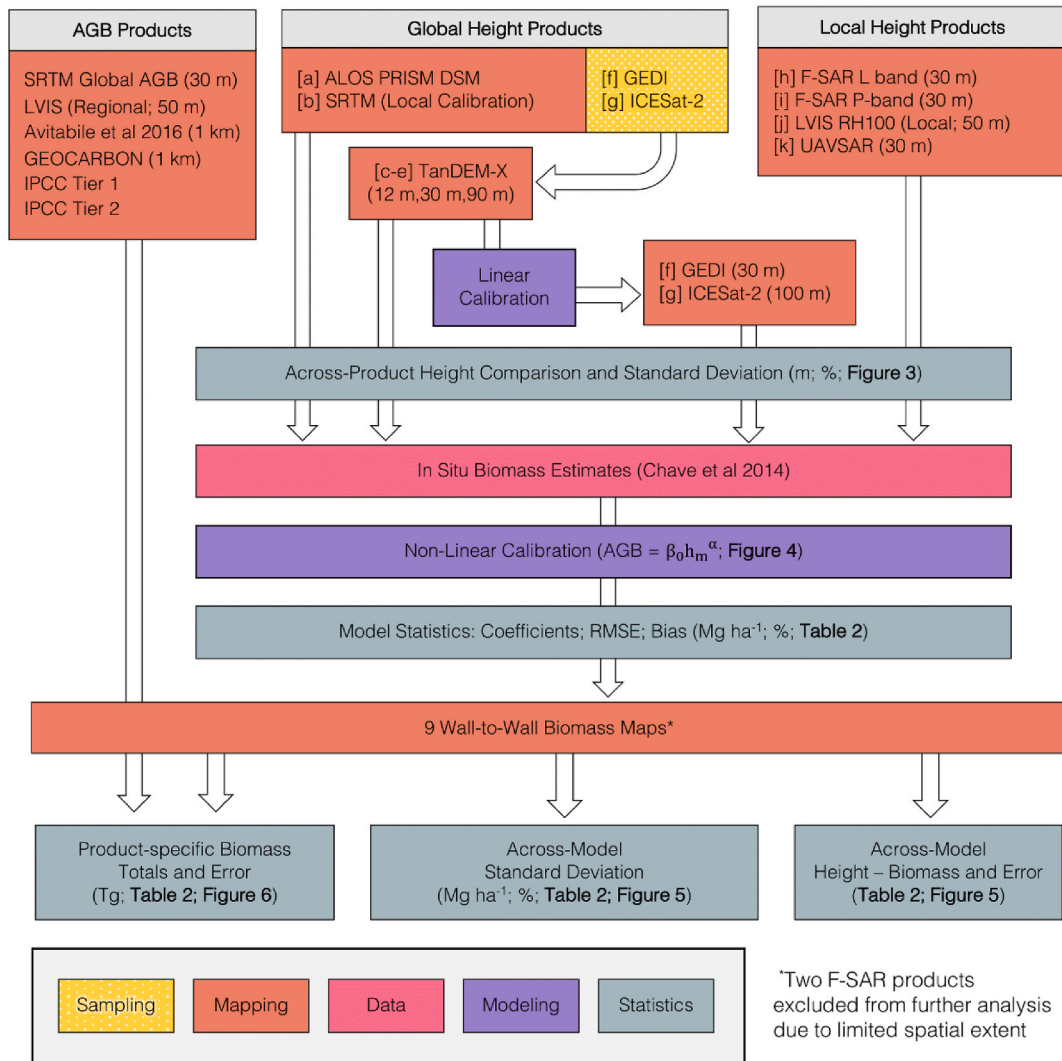 AGB Products
SRTM Global AGB (30 m)
LVIS (Regional; 50 m)
Avitabile et al 2016 (1 km)
GEOCARBON (1 km)
IPCC Tier 1
IPCC Tier 2
Global Height Products
[a] ALOS PRISM DSM
[b] SRTM (Local Calibration)
[f] GEDI
[g] ICESat-2
Local Height Products
[h] F-SAR L band (30 m)
[i] F-SAR P-band (30 m)
[j] LVIS RH100 (Local; 50 m)
[k] UAVSAR (30 m)
[c-e] TanDEM-X
(12 m,30 m,90 m)
Linear
Calibration
[f] GEDI (30 m)
[g] ICESat-2 (100 m)
Across-Product Height Comparison and Standard Deviation (m; %; Figure 3)
In Situ Biomass Estimates (Chave et al 2014)
Non-Linear Calibration (AGB = β₀hₘᵅ; Figure 4)
Model Statistics: Coefficients; RMSE; Bias (Mg ha⁻¹; %; Table 2)
9 Wall-to-Wall Biomass Maps*
Product-specific Biomass
Totals and Error
(Tg; Table 2; Figure 6)
Across-Model
Standard Deviation
(Mg ha⁻¹; %; Table 2; Figure 5)
Across-Model
Height – Biomass and Error
(Table 2; Figure 5)
Sampling
Mapping
Data
Modeling
Statistics
*Two F-SAR products
excluded from further analysis
due to limited spatial extent